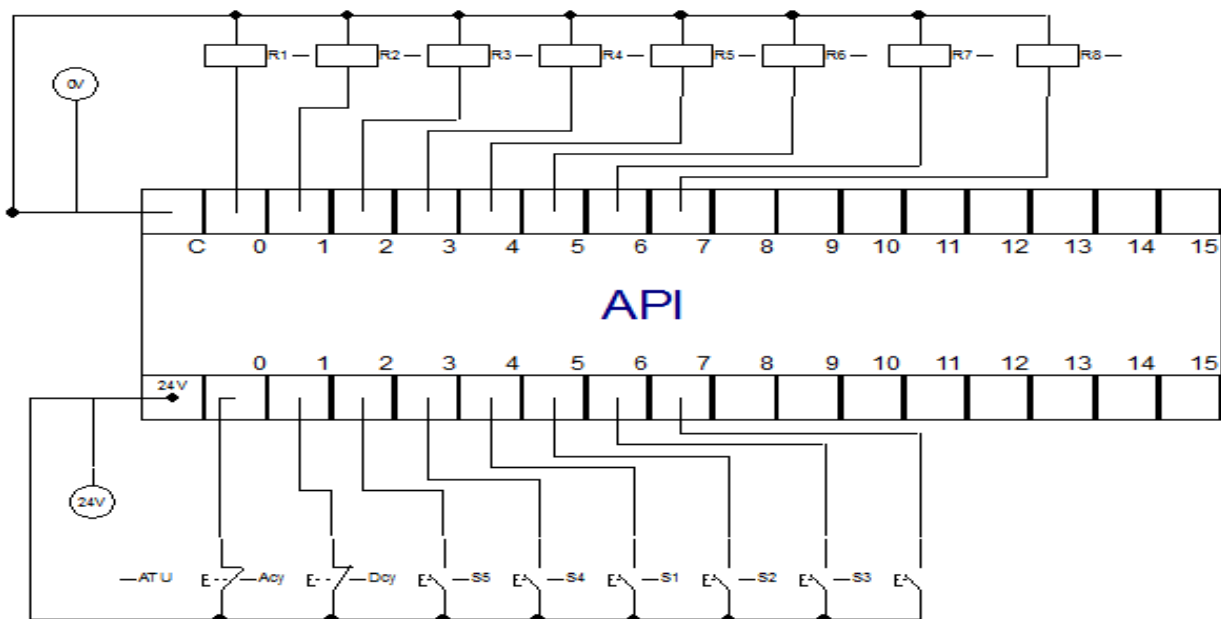 R1 R2 R3 R4 R5 R6 R7 R8
0V
C 0 1 2 3 4 5 6 7 8 9 10 11 12 13 14 15
API
0 1 2 3 4 5 6 7 8 9 10 11 12 13 14 15
24V
24V
ATU Acy Dcy S5 S4 S1 S2 S3